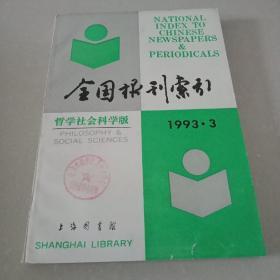 NATIONAL
INDEX TO
CHINESE
NEWSPAPERS
&
PERIODICALS
全国报刊索引
哲学社会科学版
PHILOSOPHY &
SOCIAL SCIENCES
1993·3
上海图书馆
SHANGHAI LIBRARY